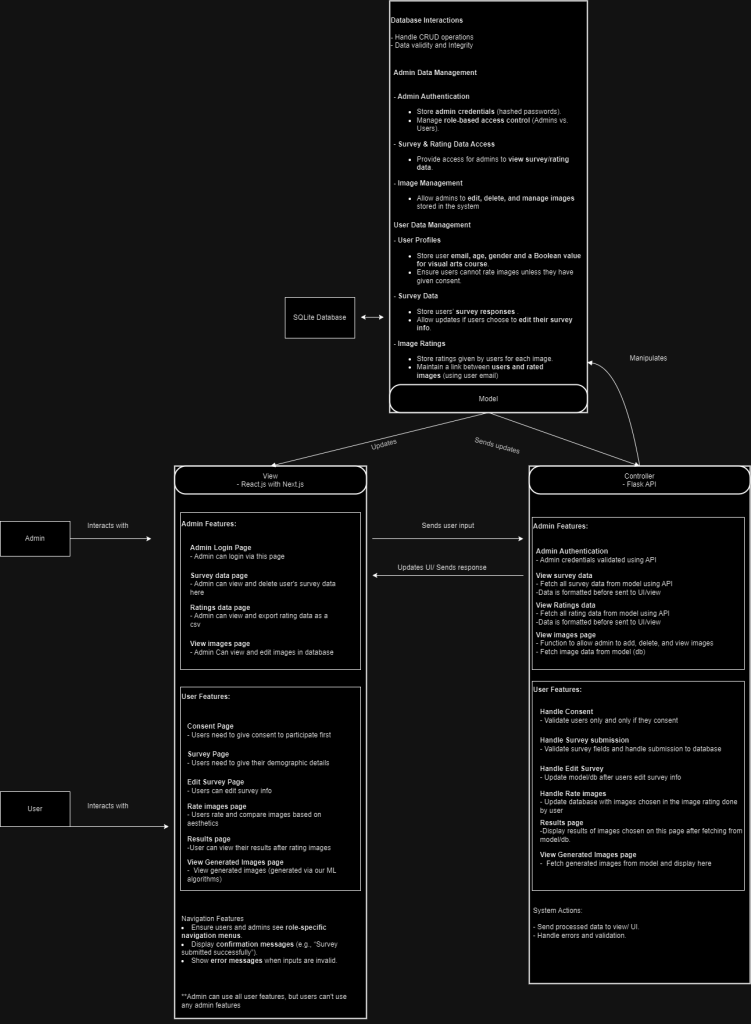 Database Interactions
- Handle CRUD operations
- Data validity and Integrity
Admin Data Management
- Admin Authentication
• Store admin credentials (hashed passwords).
• Manage role-based access control (Admins vs.
Users).
- Survey & Rating Data Access
• Provide access for admins to view survey/rating
data.
- Image Management
• Allow admins to edit, delete, and manage images
stored in the system
User Data Management
- User Profiles
• Store user email, age, gender and a Boolean value
for visual arts course.
• Ensure users cannot rate images unless they have
given consent.
- Survey Data
• Store users' survey responses .
• Allow updates if users choose to edit their survey
info.
- Image Ratings
• Store ratings given by users for each image.
• Maintain a link between users and rated
images (using user email)
Model
SQLite Database
Manipulates
Updates
Sends updates
View
- React.js with Next.js
Admin Features:
Admin Login Page
- Admin can login via this page
Survey data page
- Admin can view and delete user's survey data
here
Ratings data page
- Admin can view and export rating data as a
csv
View images page
- Admin Can view and edit images in database
User Features:
Consent Page
- Users need to give consent to participate first
Survey Page
- Users need to give their demographic details
Edit Survey Page
- Users can edit survey info
Rate images page
- Users rate and compare images based on
aesthetics
Results page
-User can view their results after rating images
View Generated Images page
- View generated images (generated via our ML
algorithms)
Navigation Features
• Ensure users and admins see role-specific
navigation menus.
• Display confirmation messages (e.g., "Survey
submitted successfully").
• Show error messages when inputs are invalid.
**Admin can use all user features, but users can't use
any admin features
Admin
Interacts with
User
Interacts with
Sends user input
Updates UI/ Sends response
Controller
- Flask API
Admin Features:
Admin Authentication
- Admin credentials validated using API
View survey data
- Fetch all survey data from model using API
-Data is formatted before sent to UI/view
View Ratings data
- Fetch all rating data from model using API
-Data is formatted before sent to UI/view
View images page
- Function to allow admin to add, delete, and view images
- Fetch image data from model (db)
User Features:
Handle Consent
- Validate users only and only if they consent
Handle Survey submission
- Validate survey fields and handle submission to database
Handle Edit Survey
- Update model/db after users edit survey info
Handle Rate images
- Update database with images chosen in the image rating done
by user
Results page
-Display results of images chosen on this page after fetching from
model/db.
View Generated Images page
- Fetch generated images from model and display here
System Actions:
- Send processed data to view/ UI.
- Handle errors and validation.